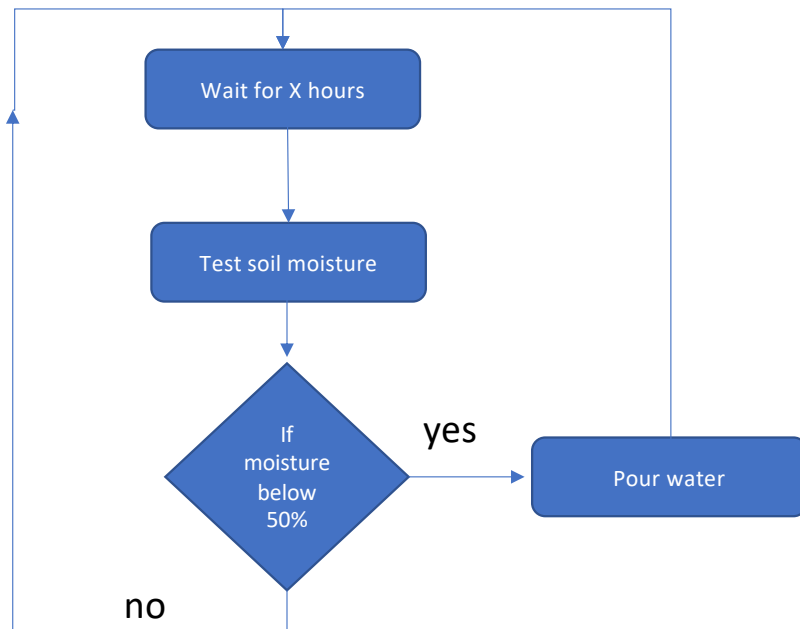 Wait for X hours
Test soil moisture
If
moisture
below
50%
yes
Pour water
no